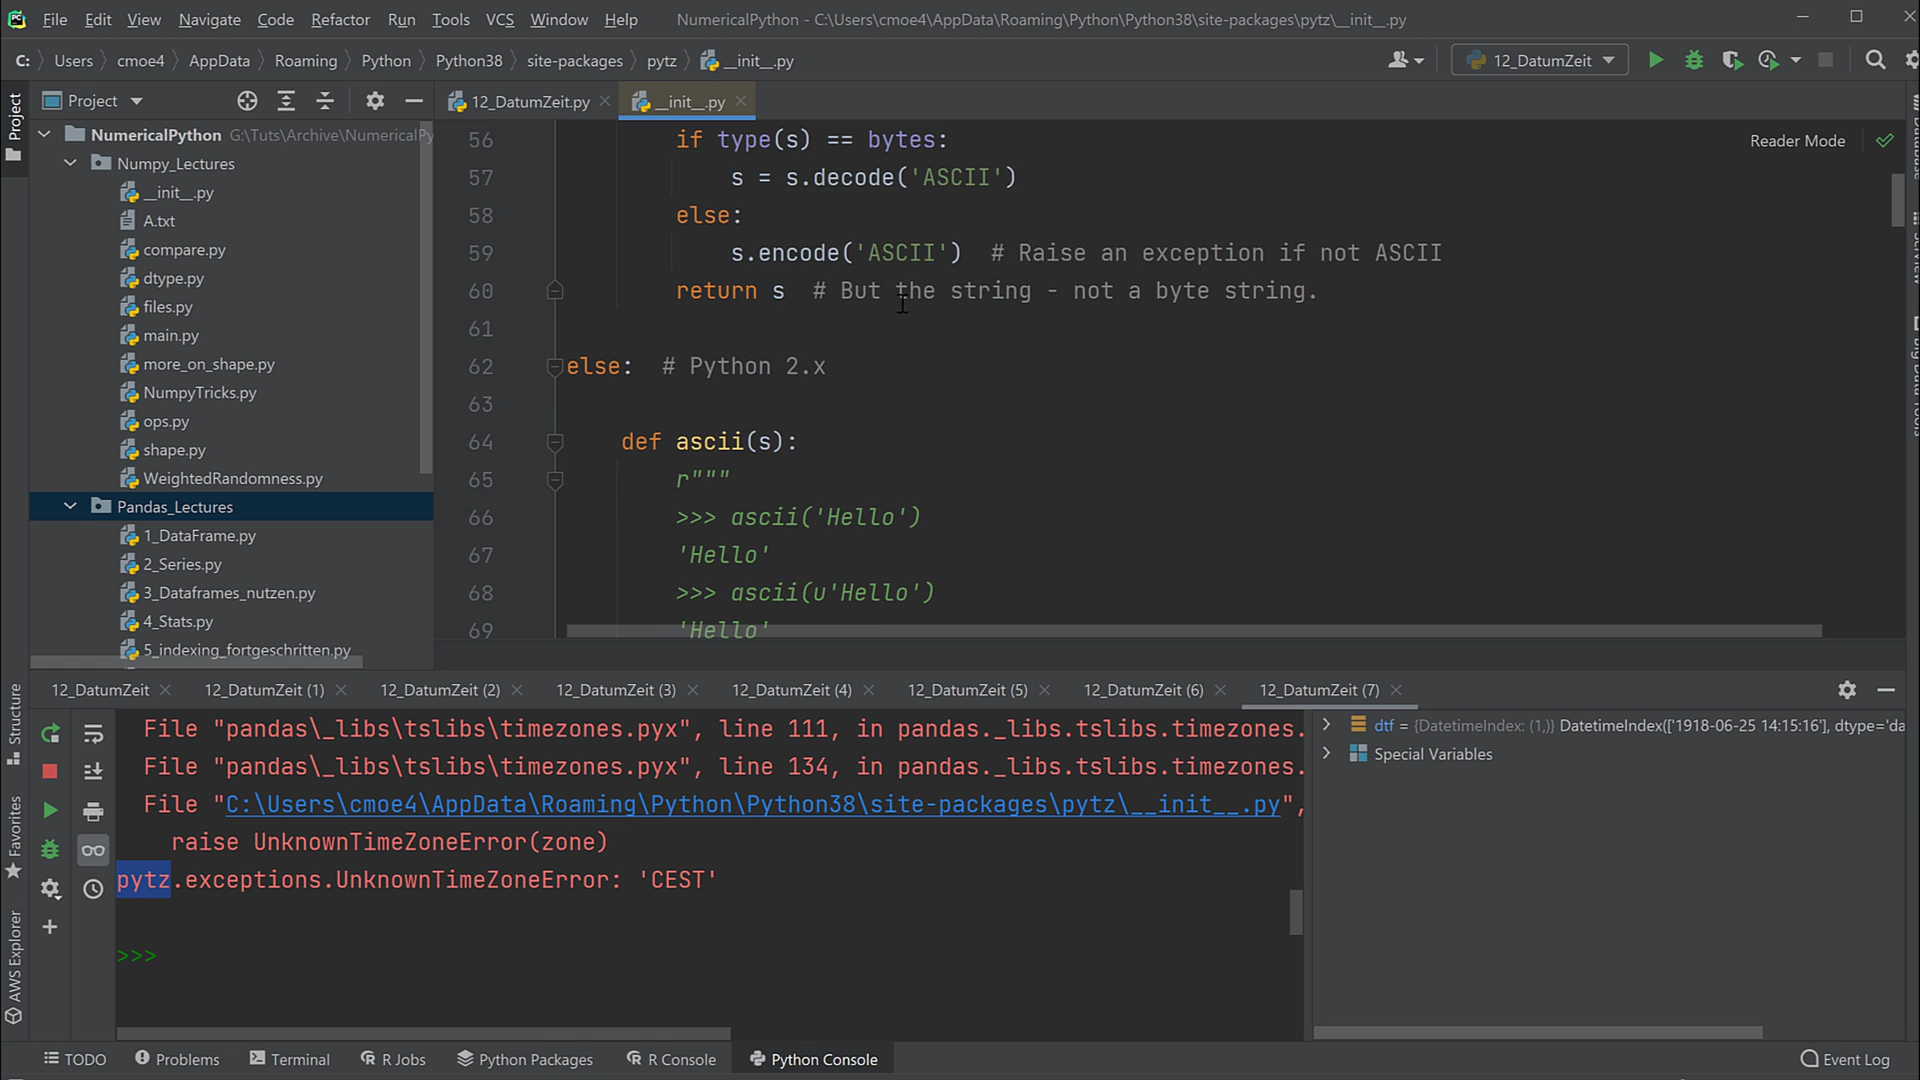 PC File Edit View Navigate Code Refactor Run Tools VCS Window Help NumericalPython - C:\Users\cmoe4\AppData\Roaming\Python\Python38\site-packages\pytz\__init__.py
C: Users cmoe4 AppData Roaming Python Python38 site-packages pytz __init__.py 12_DatumZeit
Project
Project
12_DatumZeit.py __init__.py
NumericalPython G:\Tuts\Archive\NumericalPy
Numpy_Lectures
__init__.py
A.txt
compare.py
dtype.py
files.py
main.py
more_on_shape.py
NumpyTricks.py
ops.py
shape.py
WeightedRandomness.py
Pandas_Lectures
1_DataFrame.py
2_Series.py
3_Dataframes_nutzen.py
4_Stats.py
5_indexing_fortgeschritten.py
Reader Mode
56 if type(s) == bytes:
57 s = s.decode('ASCII')
58 else:
59 s.encode('ASCII')  # Raise an exception if not ASCII
60 return s  # But the string - not a byte string.
61
62 else:  # Python 2.x
63
64 def ascii(s):
65 r"""
66 >>> ascii('Hello')
67 'Hello'
68 >>> ascii(u'Hello')
69 'Hello'
Structure
Favorites
AWS Explorer
12_DatumZeit 12_DatumZeit (1) 12_DatumZeit (2) 12_DatumZeit (3) 12_DatumZeit (4) 12_DatumZeit (5) 12_DatumZeit (6) 12_DatumZeit (7)
File "pandas\_libs\tslibs\timezones.pyx", line 111, in pandas._libs.tslibs.timezones.
File "pandas\_libs\tslibs\timezones.pyx", line 134, in pandas._libs.tslibs.timezones.
File "C:\Users\cmoe4\AppData\Roaming\Python\Python38\site-packages\pytz\__init__.py",
raise UnknownTimeZoneError(zone)
pytz.exceptions.UnknownTimeZoneError: 'CEST'
>>>
dtf = {DatetimeIndex: (1,)} DatetimeIndex(['1918-06-25 14:15:16'], dtype='da
Special Variables
TODO Problems Terminal R Jobs Python Packages R Console Python Console Event Log